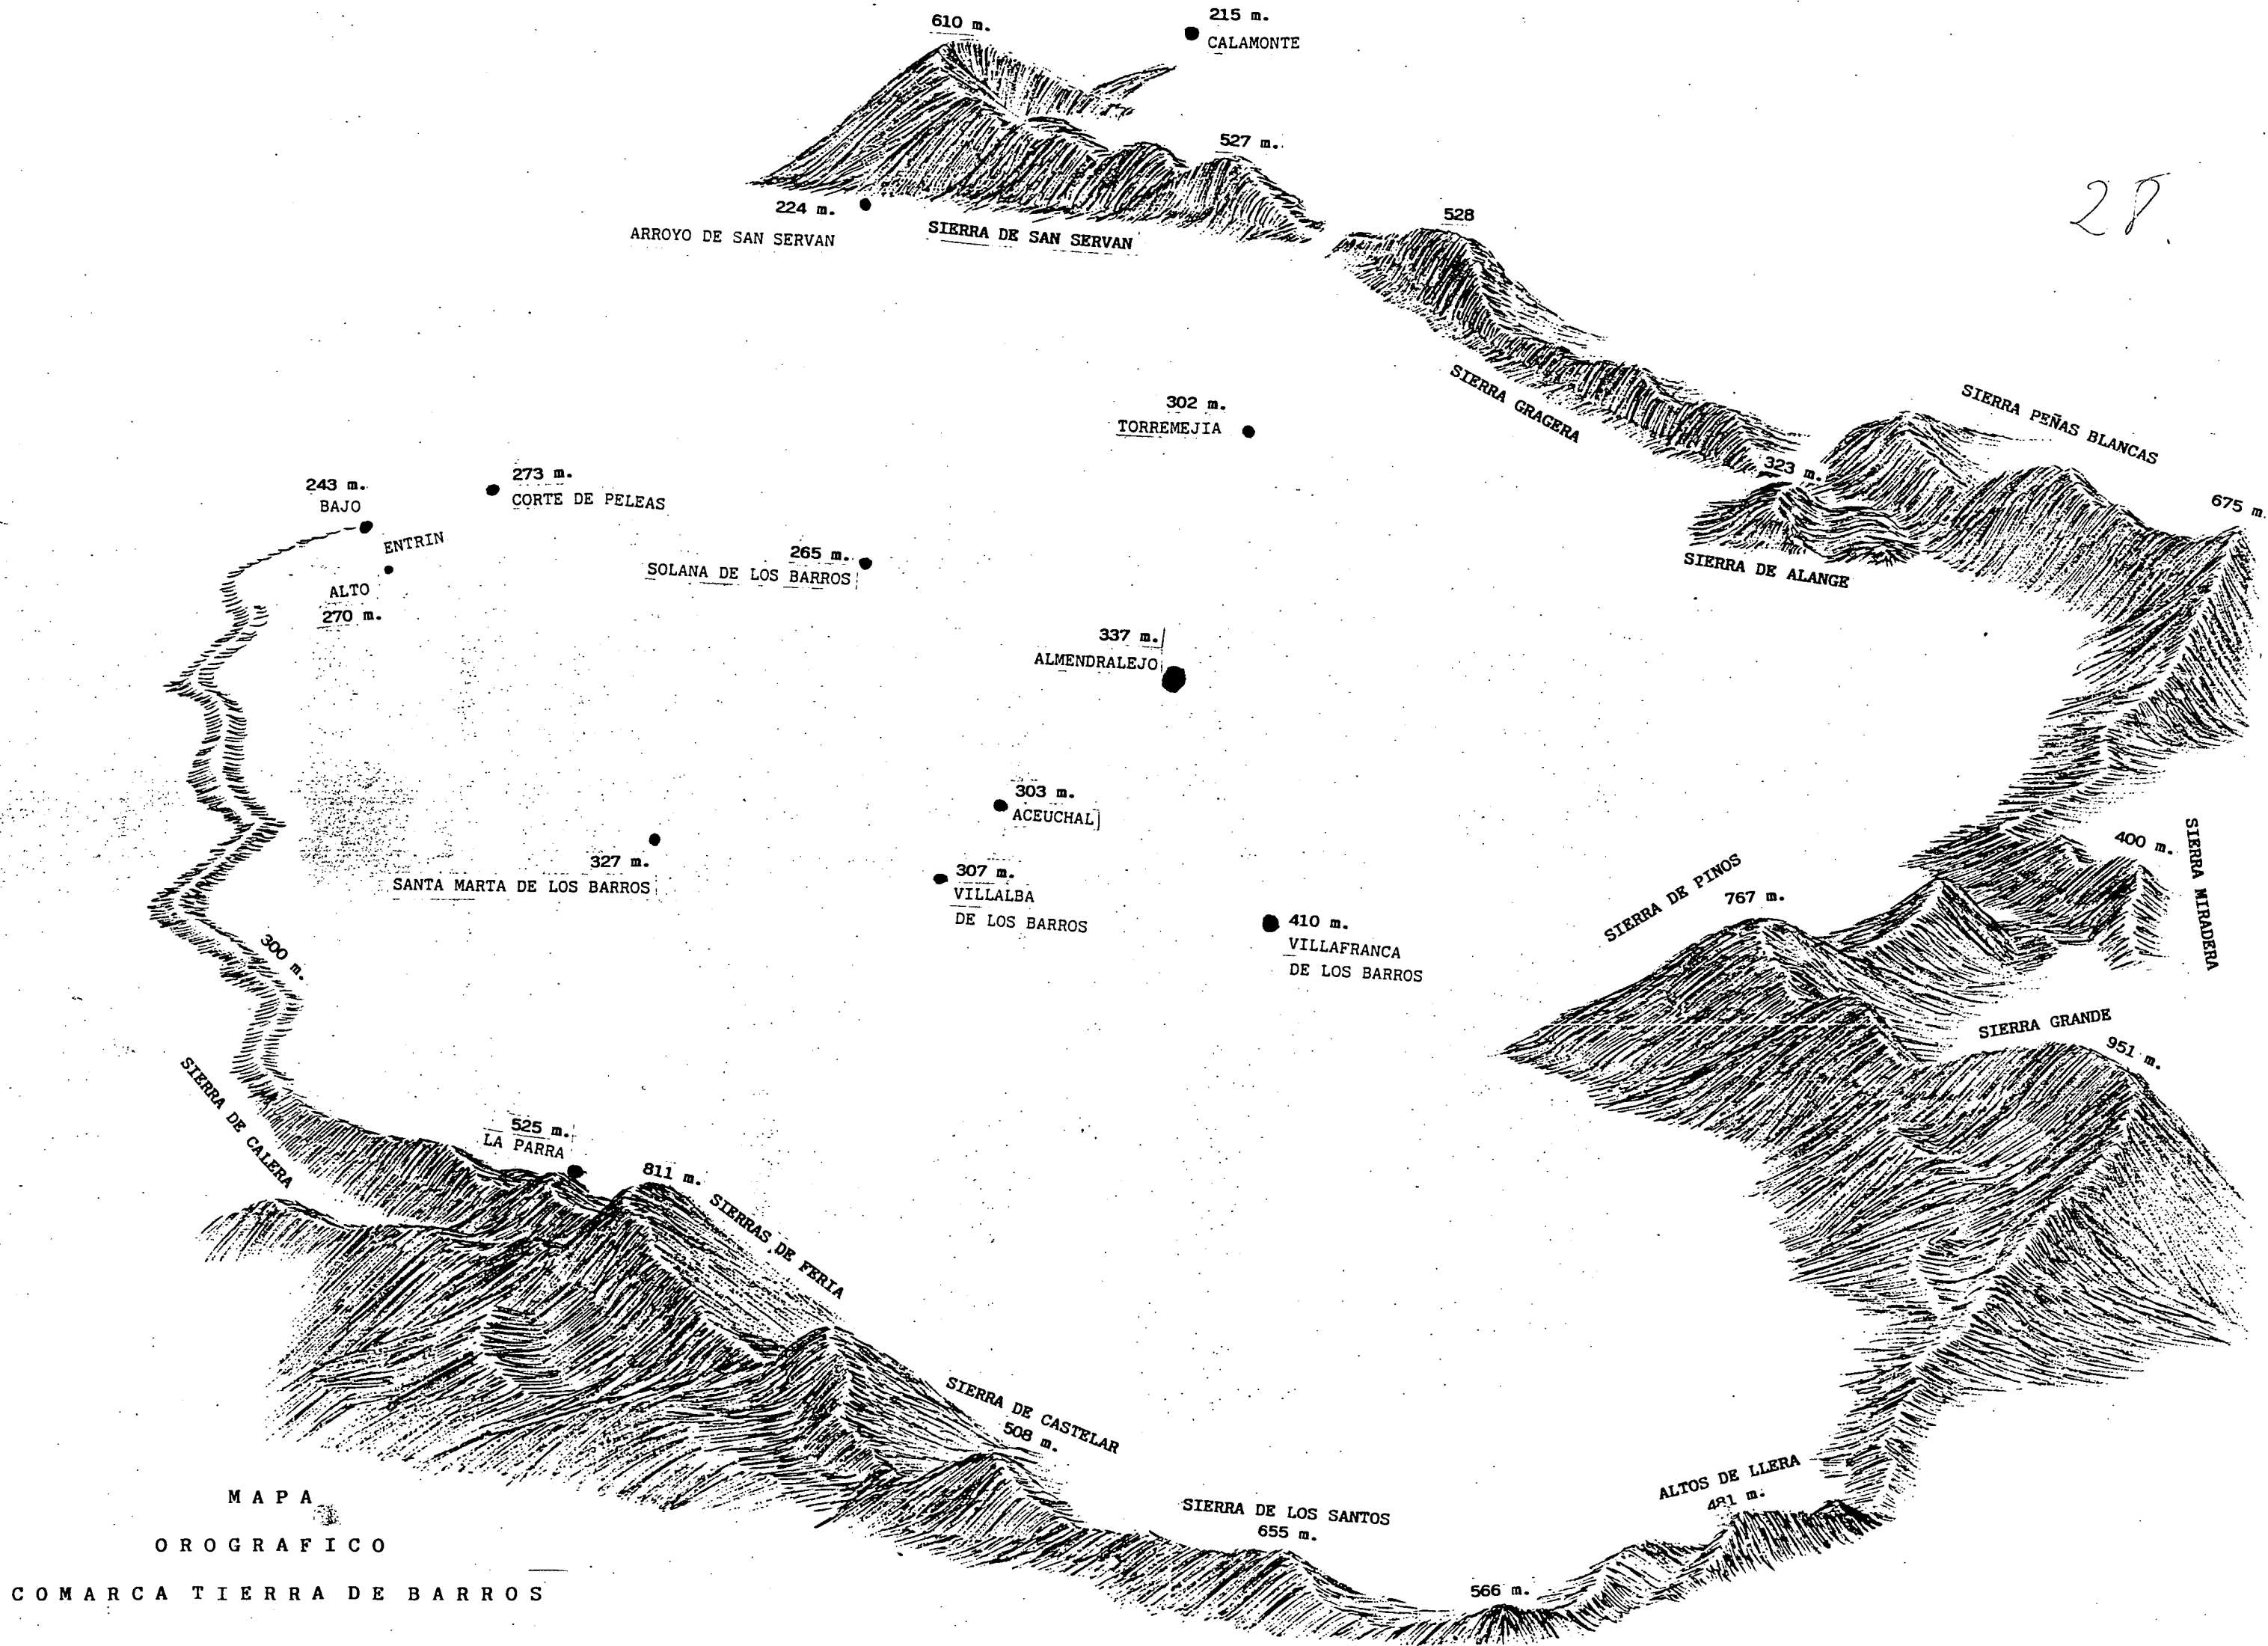 610 m.
215 m.
CALAMONTE
527 m.
224 m.
ARROYO DE SAN SERVAN
SIERRA DE SAN SERVAN
528
28.
302 m.
TORREMEJIA
SIERRA GRAGERA
SIERRA PEÑAS BLANCAS
323 m.
675 m.
SIERRA DE ALANGE
243 m.
BAJO
273 m.
CORTE DE PELEAS
ENTRIN
ALTO
270 m.
265 m.
SOLANA DE LOS BARROS
337 m.
ALMENDRALEJO
303 m.
ACEUCHAL
327 m.
SANTA MARTA DE LOS BARROS
307 m.
VILLALBA
DE LOS BARROS
410 m.
VILLAFRANCA
DE LOS BARROS
SIERRA DE PINOS
767 m.
400 m.
SIERRA MIRADERA
300 m.
SIERRA GRANDE
951 m.
SIERRA DE CALERA
525 m.
LA PARRA
811 m.
SIERRAS DE FERIA
SIERRA DE CASTELAR
508 m.
SIERRA DE LOS SANTOS
655 m.
ALTOS DE LLERA
481 m.
566 m.
MAPA
OROGRAFICO
COMARCA TIERRA DE BARROS